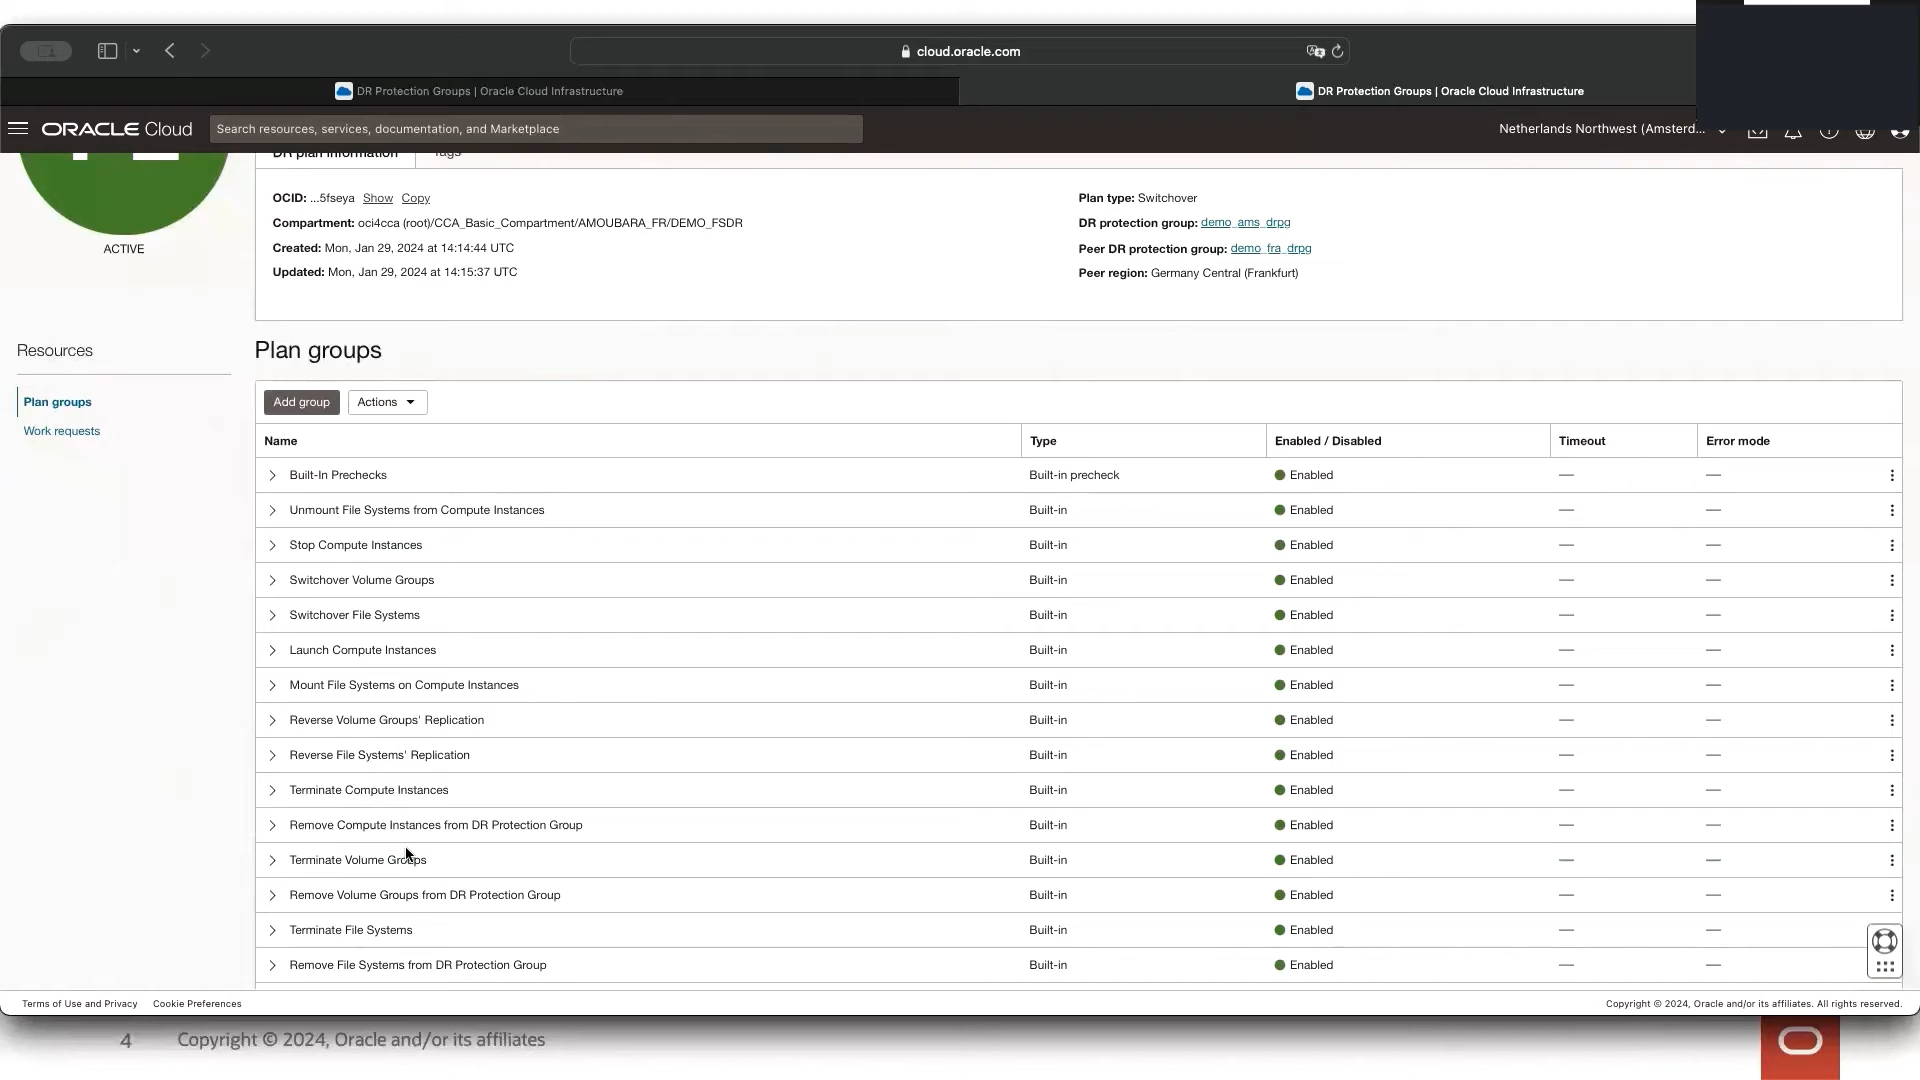 cloud.oracle.com
DR Protection Groups | Oracle Cloud Infrastructure
DR Protection Groups | Oracle Cloud Infrastructure
ORACLE Cloud
Search resources, services, documentation, and Marketplace
Netherlands Northwest (Amsterd...
DR plan information
Tags
OCID: ...5fseya Show Copy
Compartment: oci4cca (root)/CCA_Basic_Compartment/AMOUBARA_FR/DEMO_FSDR
Created: Mon, Jan 29, 2024 at 14:14:44 UTC
Updated: Mon, Jan 29, 2024 at 14:15:37 UTC
Plan type: Switchover
DR protection group: demo_ams_drpg
Peer DR protection group: demo_fra_drpg
Peer region: Germany Central (Frankfurt)
ACTIVE
Resources
Plan groups
Work requests
Plan groups
Add group Actions
Name Type Enabled / Disabled Timeout Error mode
Built-In Prechecks Built-in precheck Enabled — —
Unmount File Systems from Compute Instances Built-in Enabled — —
Stop Compute Instances Built-in Enabled — —
Switchover Volume Groups Built-in Enabled — —
Switchover File Systems Built-in Enabled — —
Launch Compute Instances Built-in Enabled — —
Mount File Systems on Compute Instances Built-in Enabled — —
Reverse Volume Groups' Replication Built-in Enabled — —
Reverse File Systems' Replication Built-in Enabled — —
Terminate Compute Instances Built-in Enabled — —
Remove Compute Instances from DR Protection Group Built-in Enabled — —
Terminate Volume Groups Built-in Enabled — —
Remove Volume Groups from DR Protection Group Built-in Enabled — —
Terminate File Systems Built-in Enabled — —
Remove File Systems from DR Protection Group Built-in Enabled — —
Terms of Use and Privacy Cookie Preferences
Copyright © 2024, Oracle and/or its affiliates. All rights reserved.
4 Copyright © 2024, Oracle and/or its affiliates